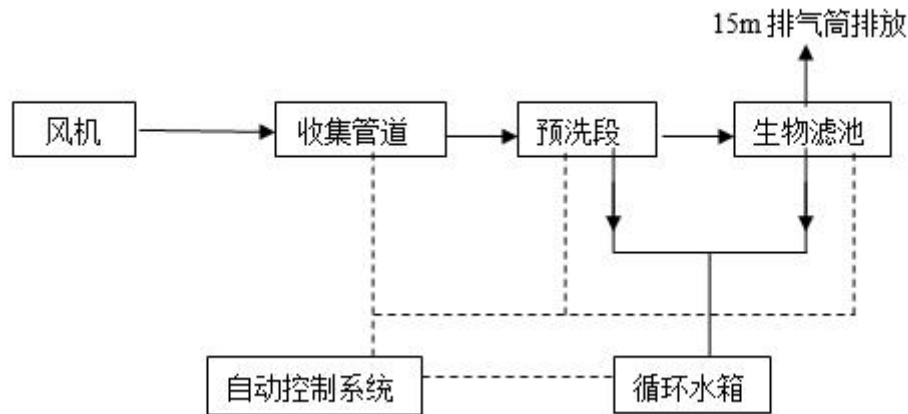 15m 排气筒排放
风机
收集管道
预洗段
生物滤池
自动控制系统
循环水箱